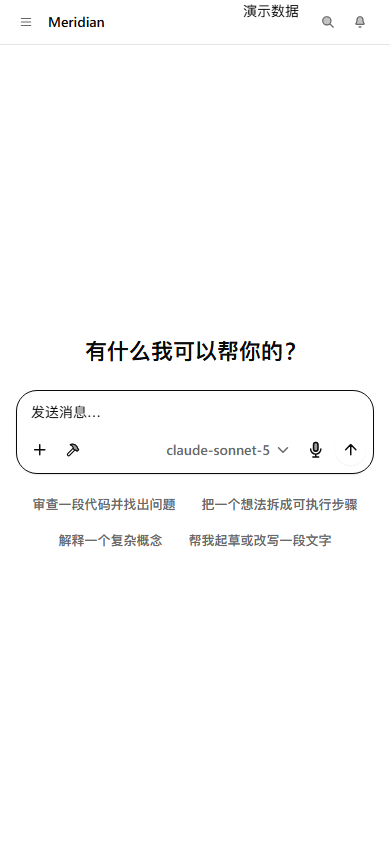 Meridian
演示数据
有什么我可以帮你的？
发送消息...
claude-sonnet-5
审查一段代码并找出问题
把一个想法拆成可执行步骤
解释一个复杂概念
帮我起草或改写一段文字